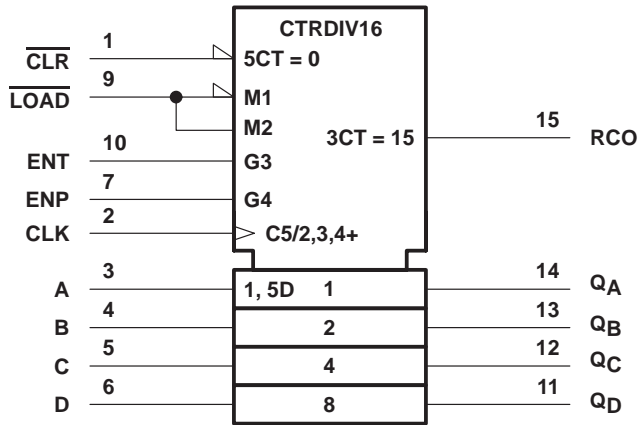 CTRDIV16
1
CLR 5CT = 0
9
LOAD M1
M2
15
3CT = 15 RCO
10
ENT G3
7
ENP G4
2
CLK C5/2,3,4+
3 14
A 1, 5D 1 QA
4 13
B 2 QB
5 12
C 4 QC
6 11
D 8 QD